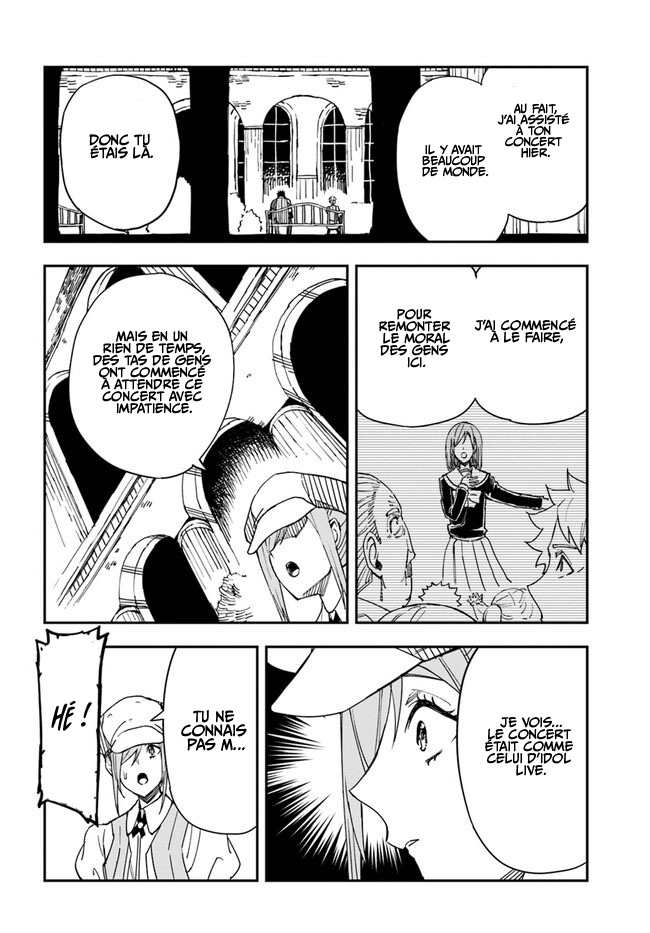 AU FAIT,
J'AI ASSISTÉ
À TON
CONCERT
HIER.
IL Y AVAIT
BEAUCOUP
DE MONDE.
DONC TU
ÉTAIS LÀ.
J'AI COMMENCÉ
À LE FAIRE,
POUR
REMONTER
LE MORAL
DES GENS
ICI.
MAIS EN UN
RIEN DE TEMPS,
DES TAS DE GENS
ONT COMMENCÉ
À ATTENDRE CE
CONCERT AVEC
IMPATIENCE.
JE VOIS...
LE CONCERT
ÉTAIT COMME
CELUI D'IDOL
LIVE.
TU NE
CONNAIS
PAS M...
HÉ !